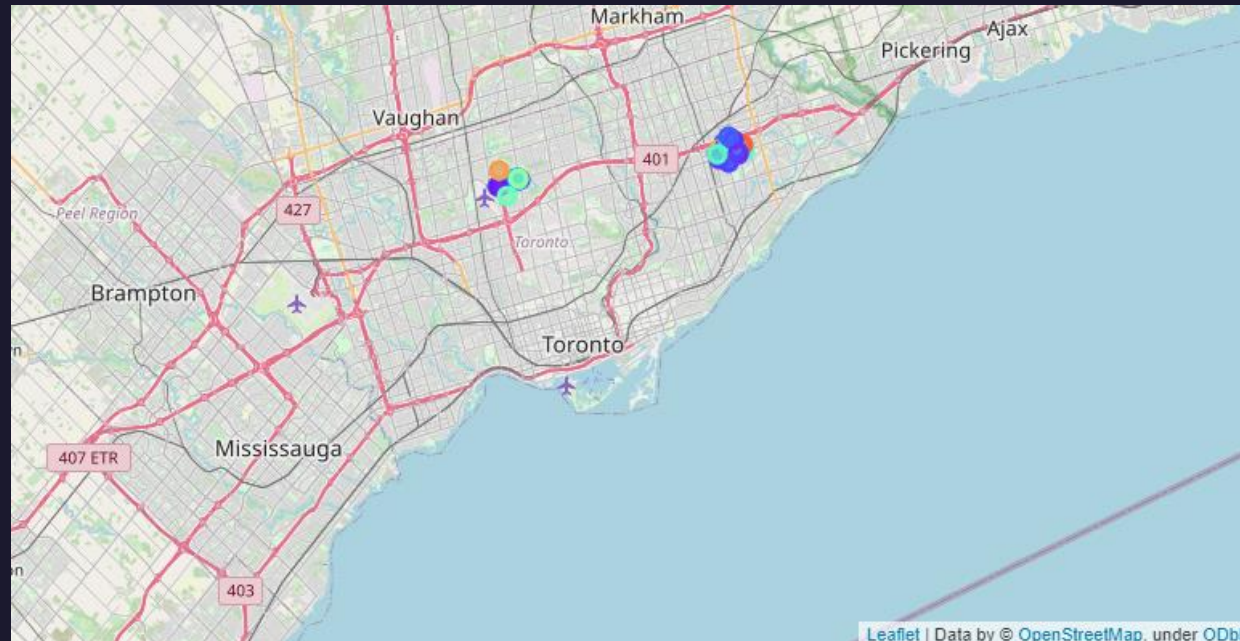 Markham
Ajax
Pickering
Vaughan
401
Peel Region
427
Toronto
Brampton
Toronto
Mississauga
407 ETR
403
Leaflet | Data by © OpenStreetMap, under ODb